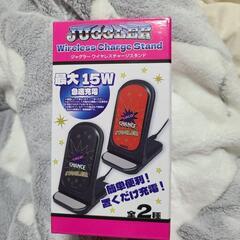 JUGGLER
Wireless Charge Stand
ジャグラー ワイヤレスチャージスタンド
最大15W
急速充電
CHANCE
CHANCE
簡単便利！
置くだけ充電！
全2種